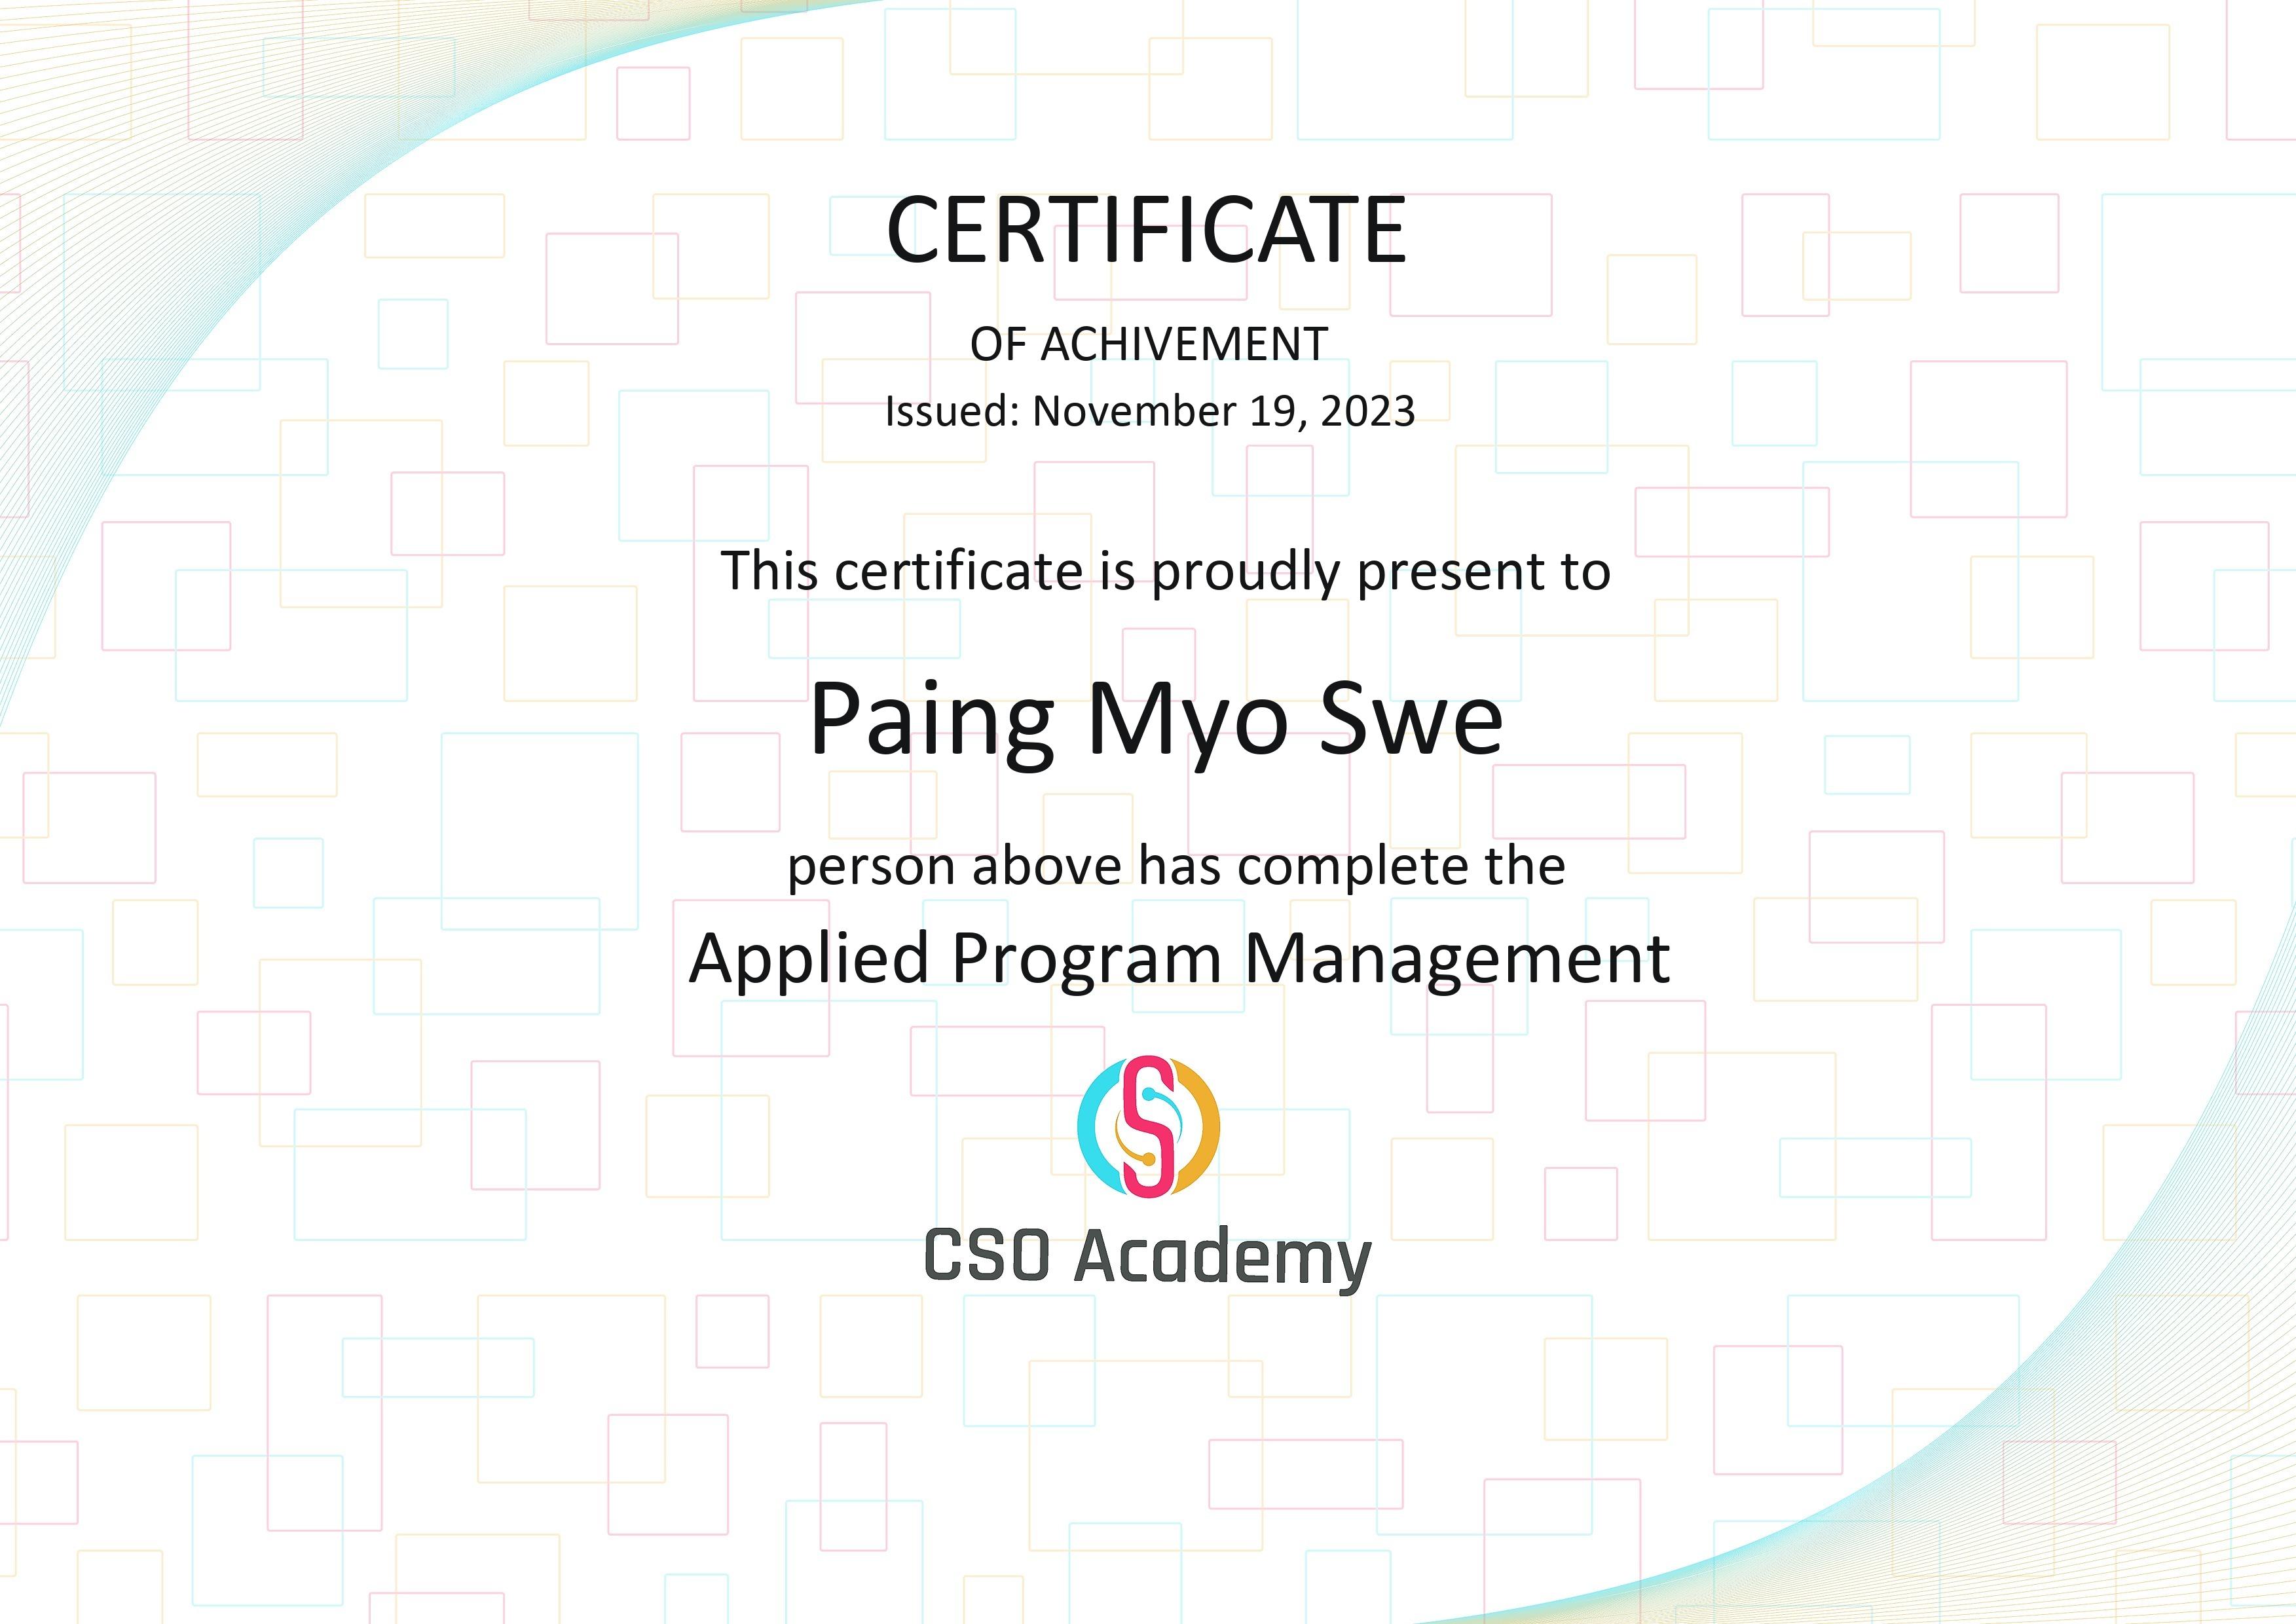 CERTIFICATE
OF ACHIVEMENT
Issued: November 19, 2023
This certificate is proudly present to
Paing Myo Swe
person above has complete the
Applied Program Management
CSO Academy